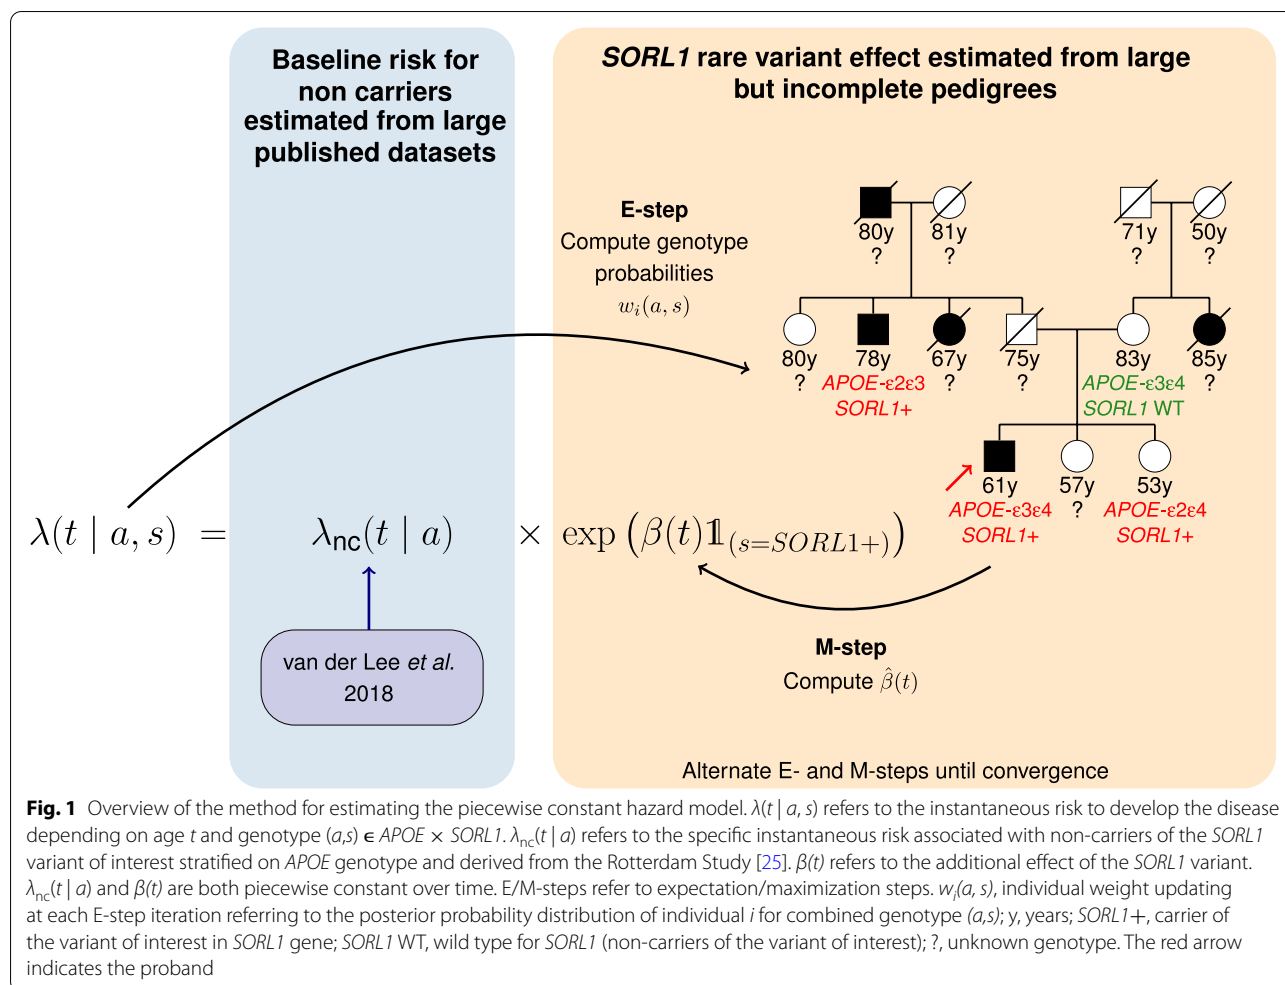 Baseline risk for
non carriers
estimated from large
published datasets
SORL1 rare variant effect estimated from large
but incomplete pedigrees
E-step
Compute genotype
probabilities
w_i(a, s)
80y 81y 71y 50y
? ? ? ?
80y 78y 67y 75y 83y 85y
? APOE-ε2ε3 ? ? APOE-ε3ε4 ?
SORL1+ SORL1 WT
61y 57y 53y
APOE-ε3ε4 ? APOE-ε2ε4
SORL1+ SORL1+
λ(t | a, s) = λ_nc(t | a) × exp (β(t)𝟙_(s=SORL1+))
van der Lee et al.
2018
M-step
Compute β̂(t)
Alternate E- and M-steps until convergence
Fig. 1 Overview of the method for estimating the piecewise constant hazard model. λ(t | a, s) refers to the instantaneous risk to develop the disease
depending on age t and genotype (a,s) ∈ APOE × SORL1. λ_nc(t | a) refers to the specific instantaneous risk associated with non-carriers of the SORL1
variant of interest stratified on APOE genotype and derived from the Rotterdam Study [25]. β(t) refers to the additional effect of the SORL1 variant.
λ_nc(t | a) and β(t) are both piecewise constant over time. E/M-steps refer to expectation/maximization steps. w_i(a, s), individual weight updating
at each E-step iteration referring to the posterior probability distribution of individual i for combined genotype (a,s); y, years; SORL1+, carrier of
the variant of interest in SORL1 gene; SORL1 WT, wild type for SORL1 (non-carriers of the variant of interest); ?, unknown genotype. The red arrow
indicates the proband